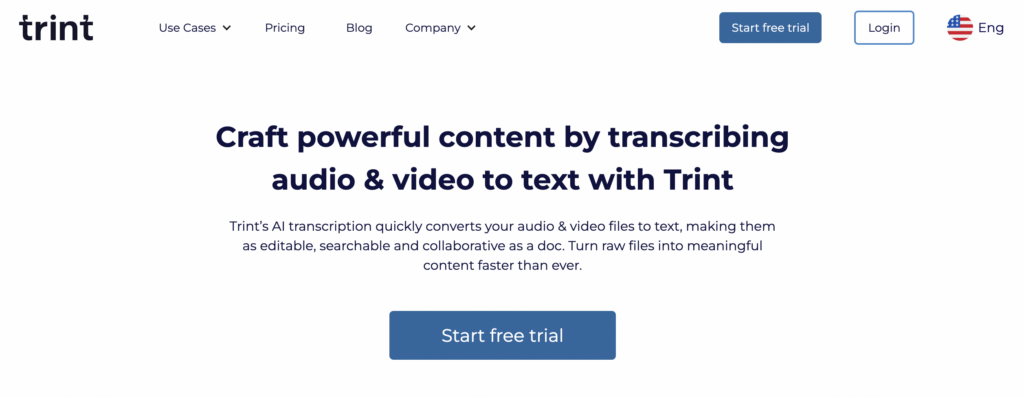 trint
Use Cases
Pricing
Blog
Company
Start free trial
Login
Eng
Craft powerful content by transcribing
audio & video to text with Trint
Trint’s AI transcription quickly converts your audio & video files to text, making them
as editable, searchable and collaborative as a doc. Turn raw files into meaningful
content faster than ever.
Start free trial